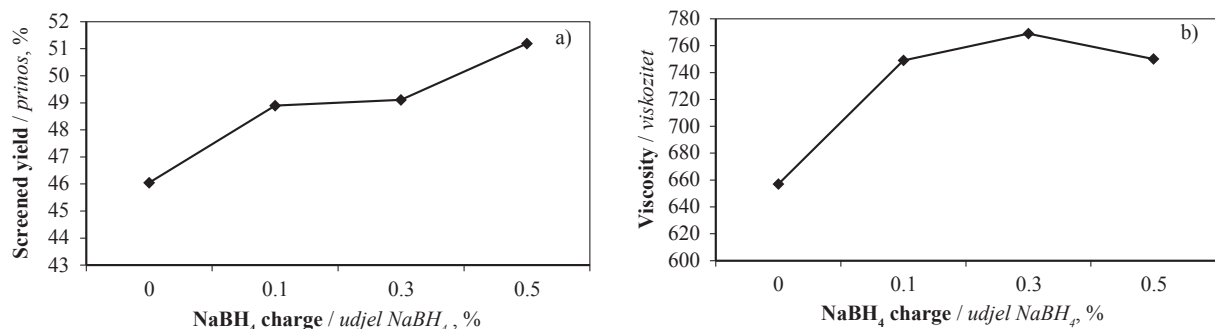 52
51
50
49
48
47
46
45
44
43
Screened yield / prinos, %
a)
0 0.1 0.3 0.5
NaBH₄ charge / udjel NaBH₄, %
780
760
740
720
700
680
660
640
620
600
Viscosity / viskozitet
b)
0 0.1 0.3 0.5
NaBH₄ charge / udjel NaBH₄, %